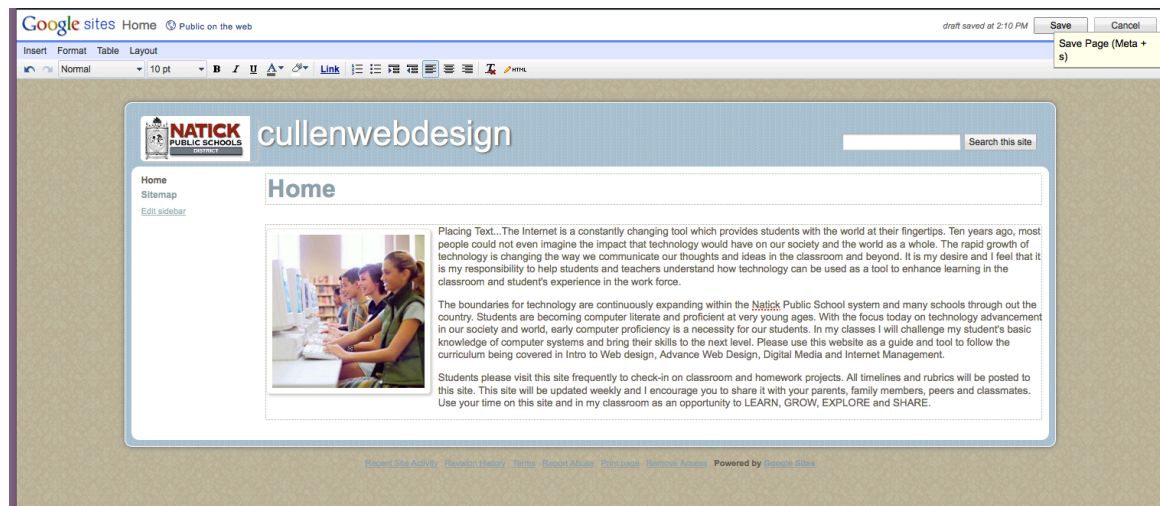 Google sites Home Public on the web draft saved at 2:10 PM Save Cancel
Save Page (Meta +
s)
Insert Format Table Layout
Normal 10 pt B I U A Link T HTML
NATICK
PUBLIC SCHOOLS
DISTRICT
cullenwebdesign
Search this site
Home
Sitemap
Edit sidebar
Home
Placing Text...The Internet is a constantly changing tool which provides students with the world at their fingertips. Ten years ago, most
people could not even imagine the impact that technology would have on our society and the world as a whole. The rapid growth of
technology is changing the way we communicate our thoughts and ideas in the classroom and beyond. It is my desire and I feel that it
is my responsibility to help students and teachers understand how technology can be used as a tool to enhance learning in the
classroom and student's experience in the work force.
The boundaries for technology are continuously expanding within the Natick Public School system and many schools through out the
country. Students are becoming computer literate and proficient at very young ages. With the focus today on technology advancement
in our society and world, early computer proficiency is a necessity for our students. In my classes I will challenge my student's basic
knowledge of computer systems and bring their skills to the next level. Please use this website as a guide and tool to follow the
curriculum being covered in Intro to Web design, Advance Web Design, Digital Media and Internet Management.
Students please visit this site frequently to check-in on classroom and homework projects. All timelines and rubrics will be posted to
this site. This site will be updated weekly and I encourage you to share it with your parents, family members, peers and classmates.
Use your time on this site and in my classroom as an opportunity to LEARN, GROW, EXPLORE and SHARE.
Recent Site Activity Revision History Terms Report Abuse Print page Remove Access Powered by Google Sites